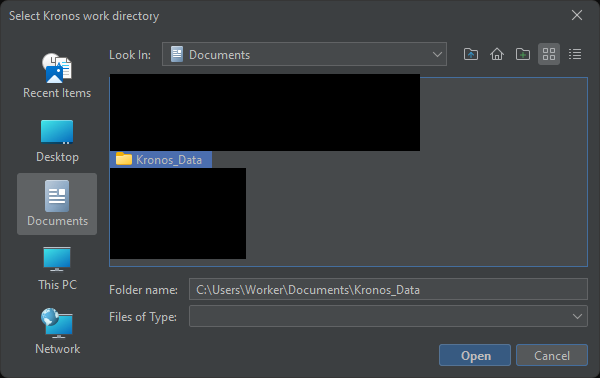 Select Kronos work directory
Look In: Documents
Recent Items
Desktop
Documents
This PC
Network
Kronos_Data
Folder name: C:\Users\Worker\Documents\Kronos_Data
Files of Type:
Open Cancel